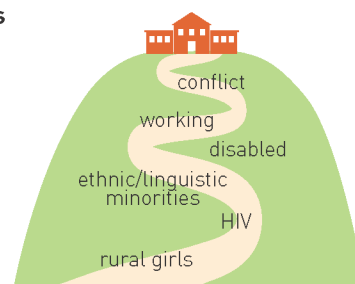 s
conflict
working
disabled
ethnic/linguistic
minorities
HIV
rural girls